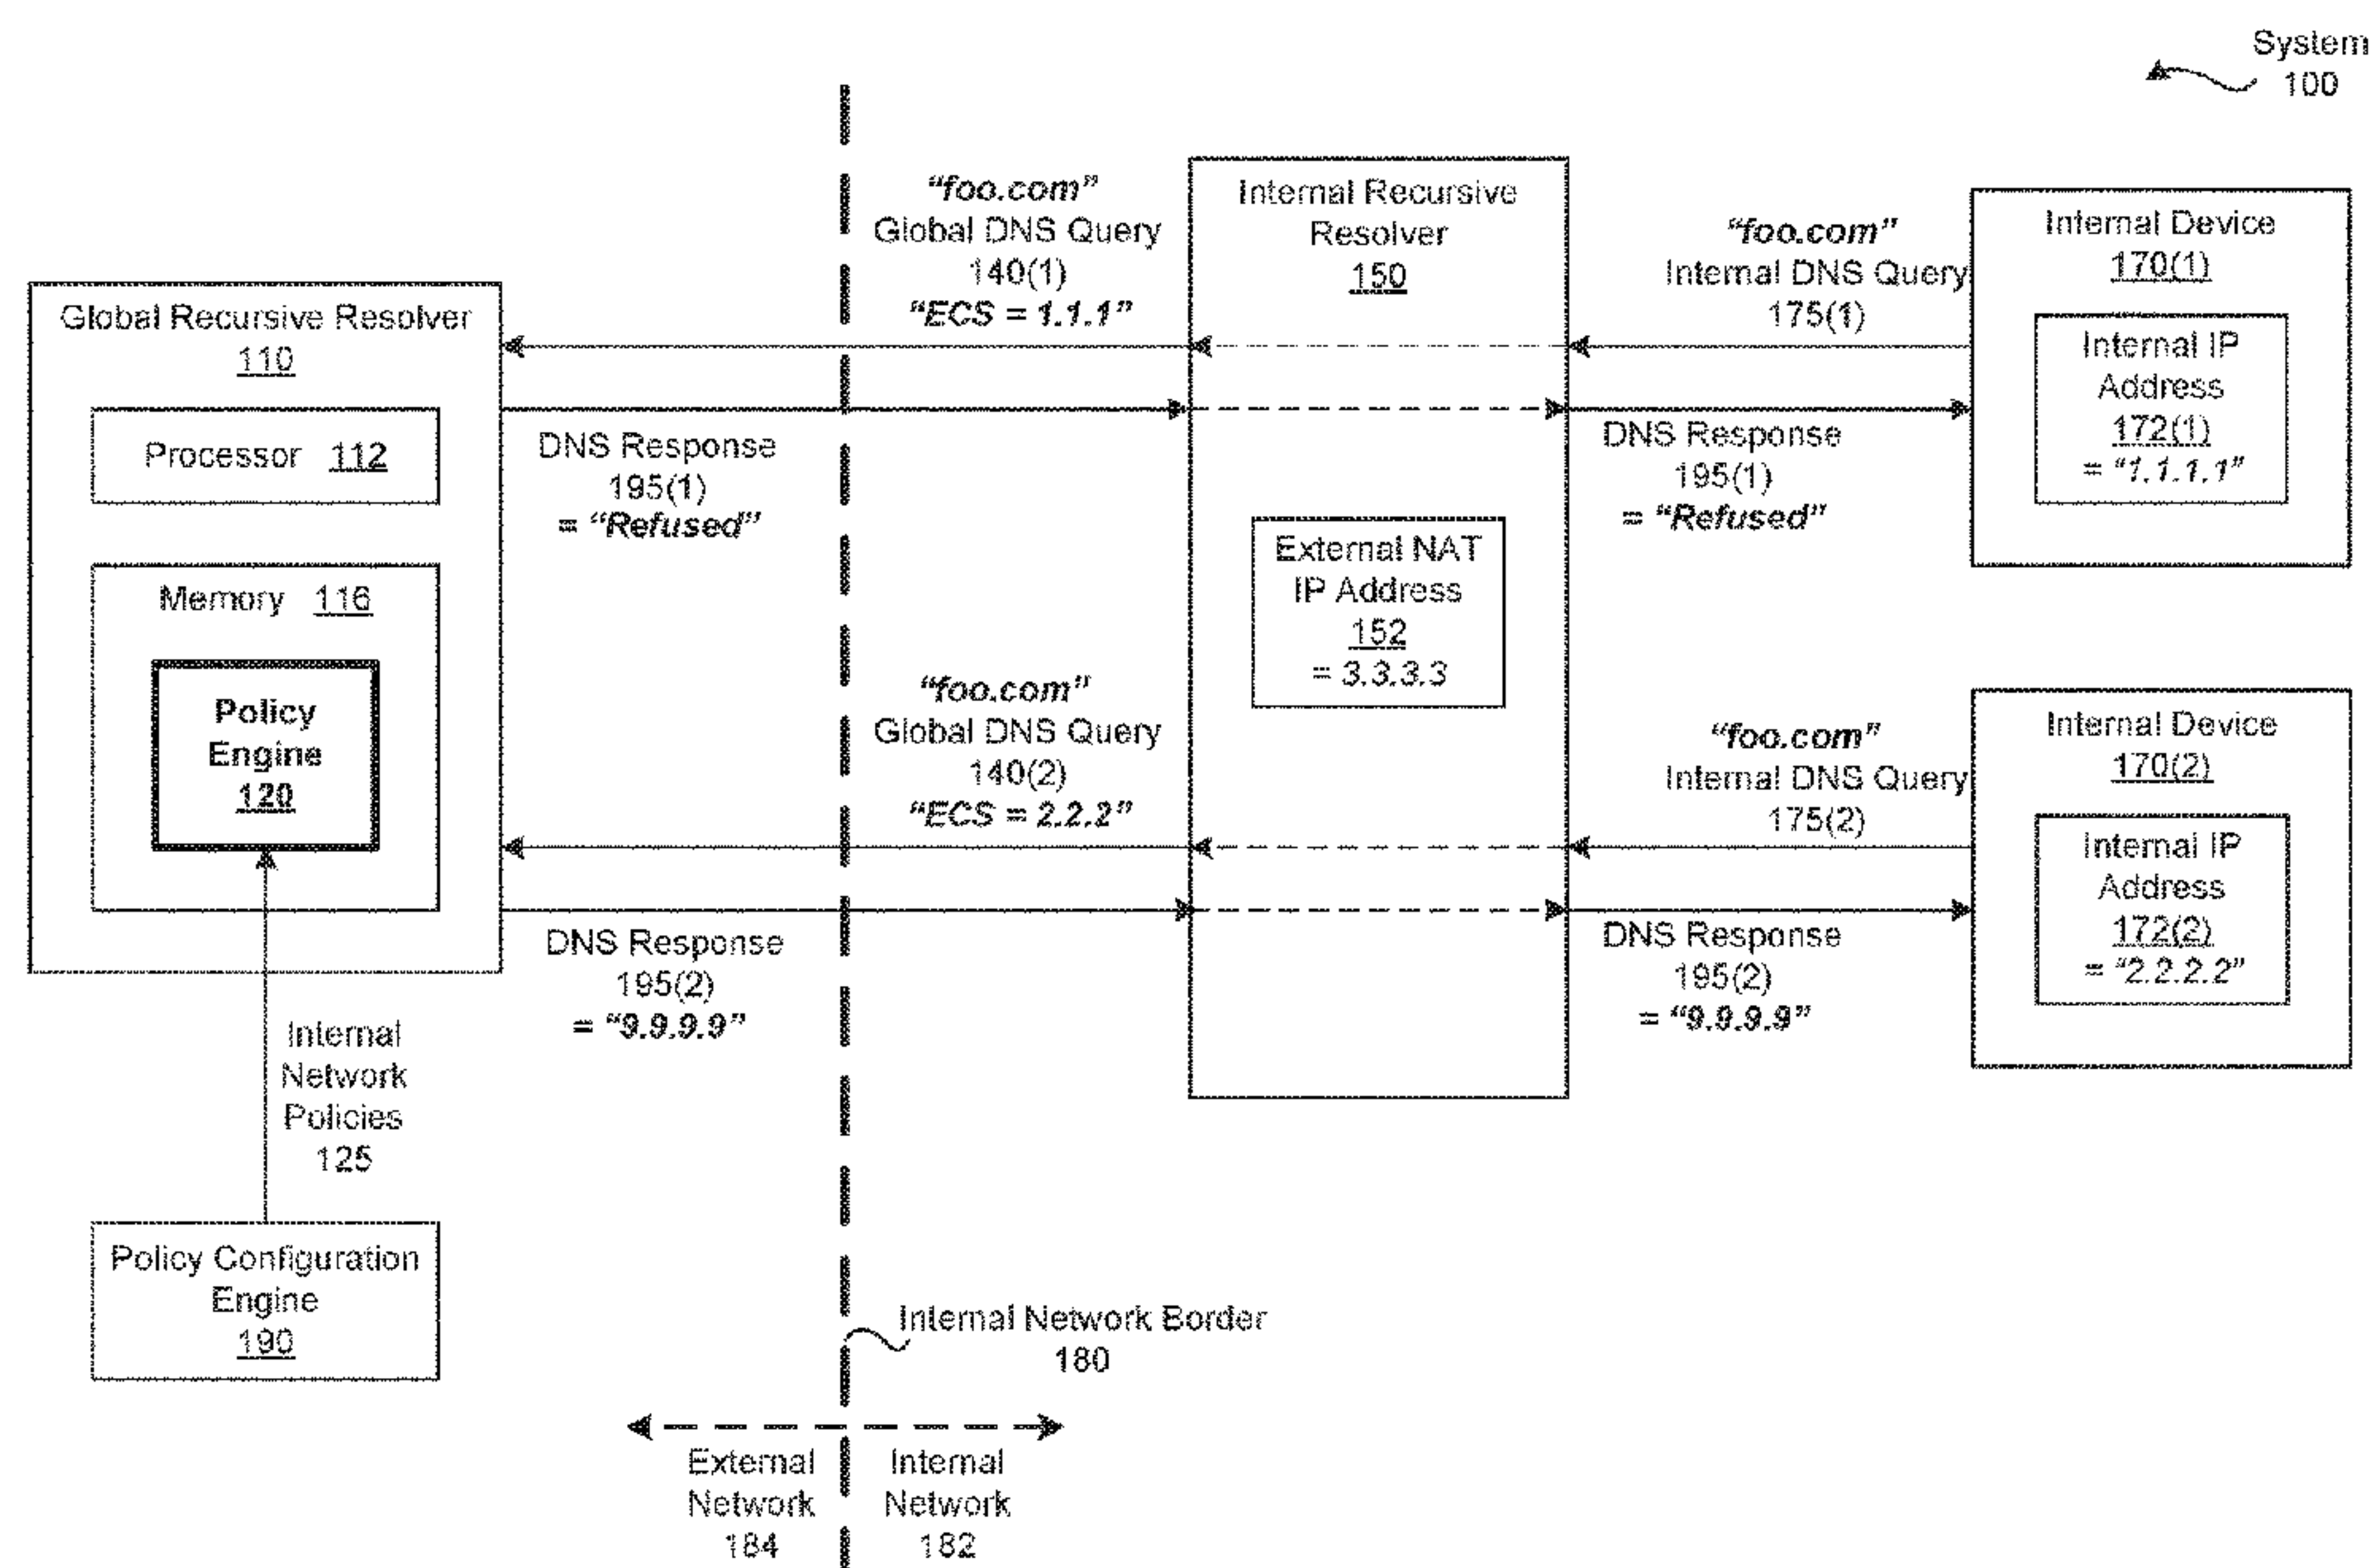 System
100
Global Recursive Resolver
110
Processor 112
Memory 116
Policy
Engine
120
Internal
Network
Policies
125
Policy Configuration
Engine
190
“foo.com”
Global DNS Query
140(1)
“ECS = 1.1.1”
DNS Response
195(1)
= “Refused”
“foo.com”
Global DNS Query
140(2)
“ECS = 2.2.2”
DNS Response
195(2)
= “9.9.9.9”
Internal Recursive
Resolver
150
External NAT
IP Address
152
= 3.3.3.3
“foo.com”
Internal DNS Query
175(1)
DNS Response
195(1)
= “Refused”
“foo.com”
Internal DNS Query
175(2)
DNS Response
195(2)
= “9.9.9.9”
Internal Device
170(1)
Internal IP
Address
172(1)
= “1.1.1.1”
Internal Device
170(2)
Internal IP
Address
172(2)
= “2.2.2.2”
Internal Network Border
180
External
Network
184
Internal
Network
182